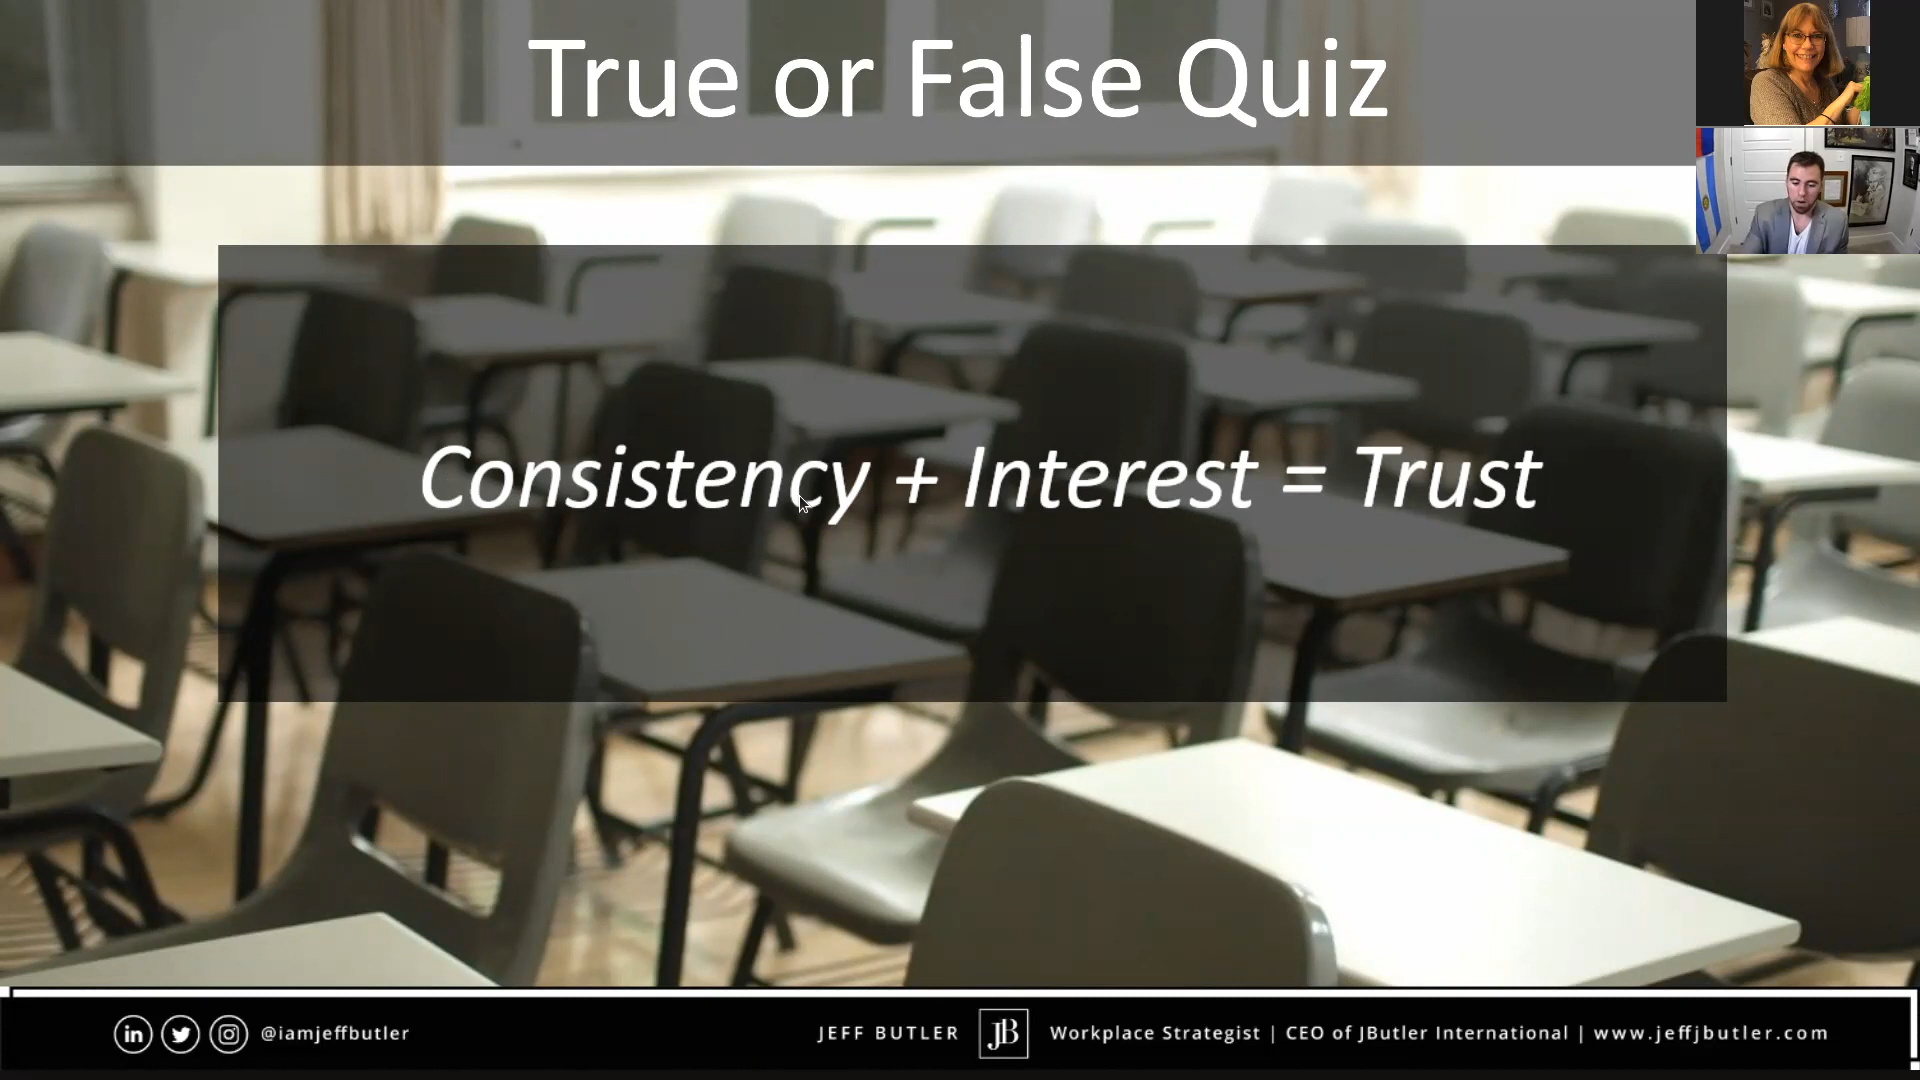 True or False Quiz
Consistency + Interest = Trust
in @iamjeffbutler
JEFF BUTLER JB Workplace Strategist | CEO of JButler International | www.jeffjbutler.com